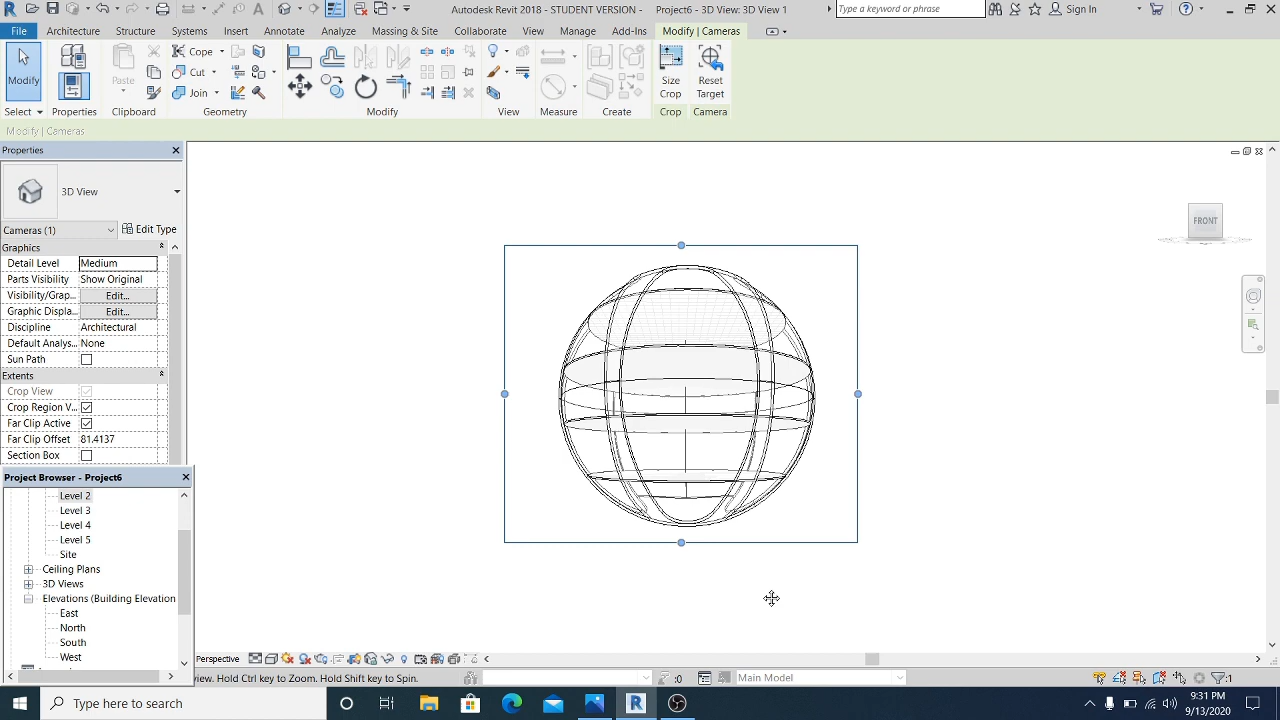 Autodesk Revit 2018 - STUDENT VERSION - Project6 - 3D View: 3D View 1
Type a keyword or phrase
Sign In
File Architecture Structure Systems Insert Annotate Analyze Massing & Site Collaborate View Manage Add-Ins Modify | Cameras
Modify
Paste
Cope
Cut
Join
Size Crop
Reset Target
Select Properties Clipboard Geometry Modify View Measure Create Crop Camera
Modify | Cameras
Properties
3D View
Cameras (1)
Edit Type
Graphics
Detail Level Medium
Parts Visibility Show Original
Visibility/Grap... Edit...
Graphic Displa... Edit...
Discipline Architectural
Default Analys... None
Sun Path
Extents
Crop View
Crop Region V...
Far Clip Active
Far Clip Offset 81.4137
Section Box
Project Browser - Project6
Level 2
Level 3
Level 4
Level 5
Site
Ceiling Plans
3D Views
Elevations (Building Elevation
East
North
South
West
FRONT
Perspective
view. Hold Ctrl key to Zoom. Hold Shift key to Spin.
:0
Main Model
:1
Type here to search
9:31 PM
9/13/2020